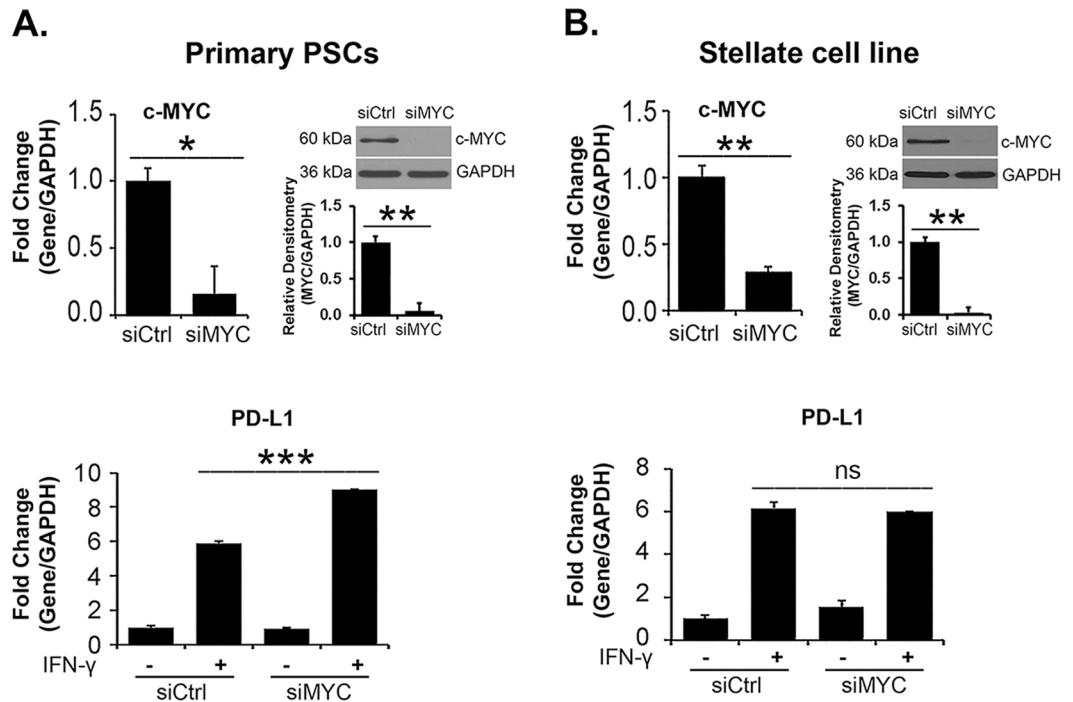 A.
Primary PSCs
c-MYC
Fold Change
(Gene/GAPDH)
1.5
1.0
0.5
0.0
*
siCtrl siMYC
siCtrl siMYC
60 kDa c-MYC
36 kDa GAPDH
Relative Densitometry
(MYC/GAPDH)
1.5
1.0
0.5
0.0
**
siCtrl siMYC
PD-L1
Fold Change
(Gene/GAPDH)
10
8
6
4
2
0
***
IFN-γ - + - +
siCtrl siMYC
B.
Stellate cell line
c-MYC
Fold Change
(Gene/GAPDH)
1.5
1.0
0.5
0.0
**
siCtrl siMYC
siCtrl siMYC
60 kDa c-MYC
36 kDa GAPDH
Relative Densitometry
(MYC/GAPDH)
1.5
1.0
0.5
0.0
**
siCtrl siMYC
PD-L1
Fold Change
(Gene/GAPDH)
8
6
4
2
0
ns
IFN-γ - + - +
siCtrl siMYC